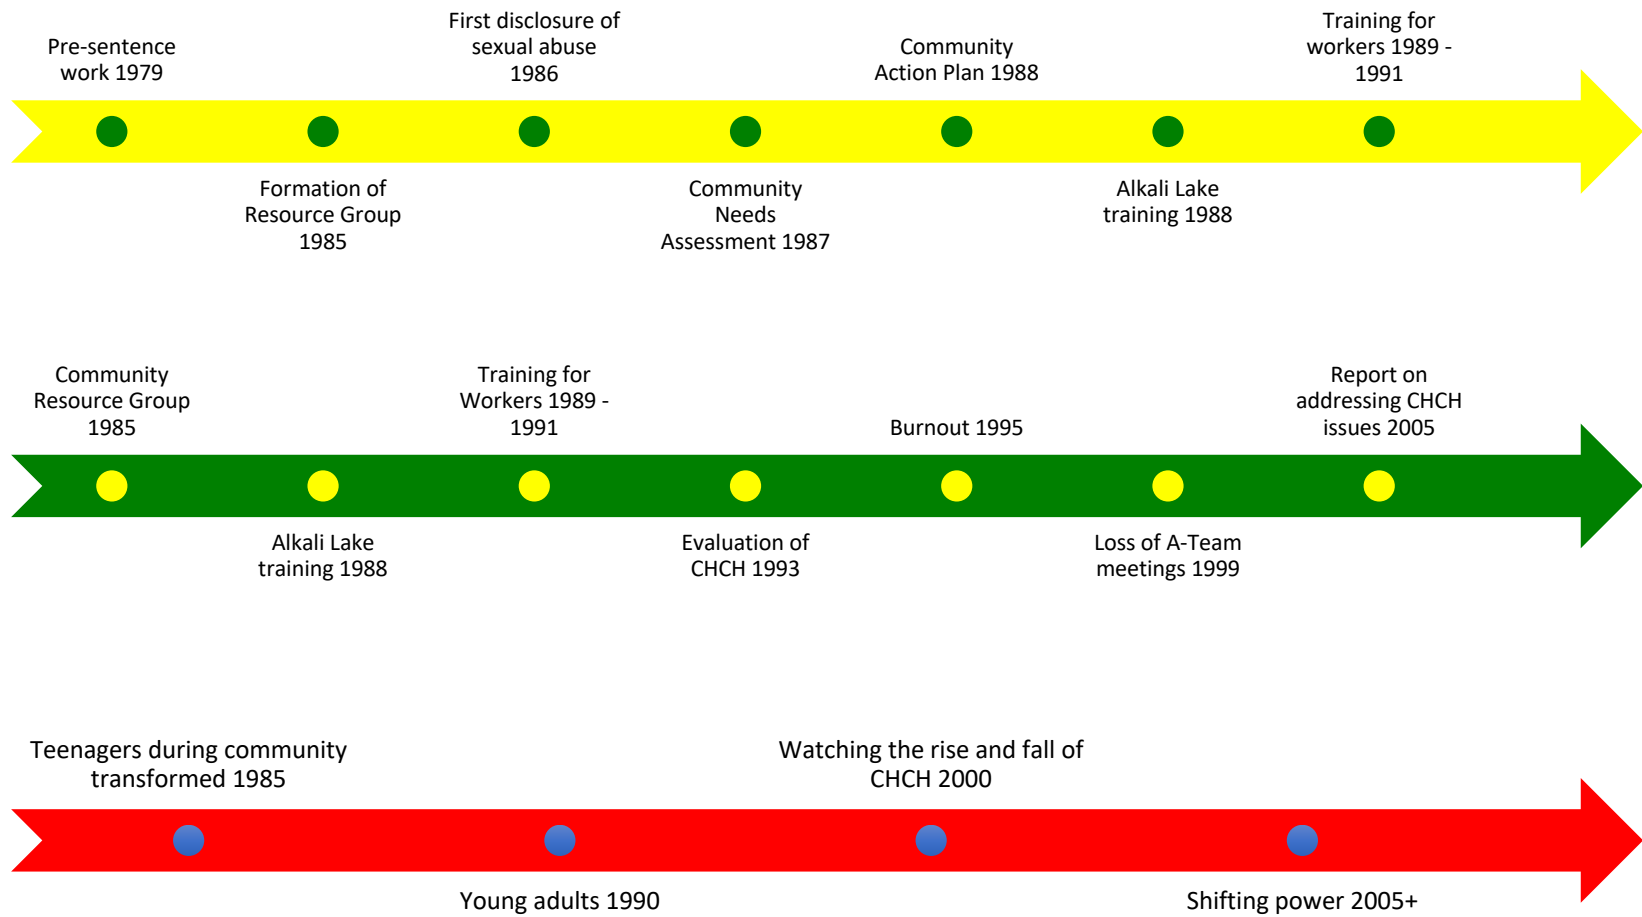 Pre-sentence
work 1979
Formation of
Resource Group
1985
First disclosure of
sexual abuse
1986
Community
Needs
Assessment 1987
Community
Action Plan 1988
Alkali Lake
training 1988
Training for
workers 1989 -
1991
Community
Resource Group
1985
Alkali Lake
training 1988
Training for
Workers 1989 -
1991
Evaluation of
CHCH 1993
Burnout 1995
Loss of A-Team
meetings 1999
Report on
addressing CHCH
issues 2005
Teenagers during community
transformed 1985
Young adults 1990
Watching the rise and fall of
CHCH 2000
Shifting power 2005+